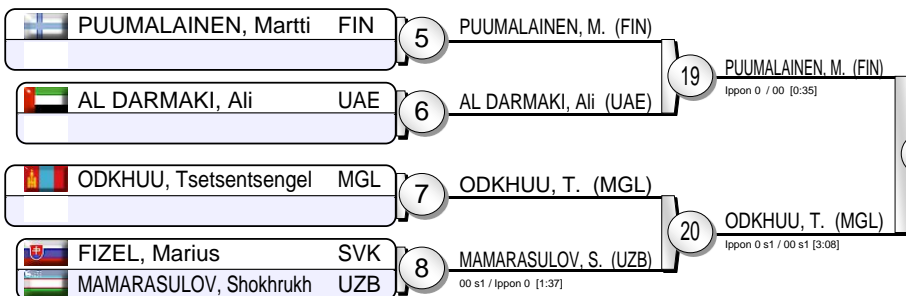 PUUMALAINEN, Martti FIN
5
PUUMALAINEN, M. (FIN)
AL DARMAKI, Ali UAE
6
AL DARMAKI, Ali (UAE)
19
PUUMALAINEN, M. (FIN)
Ippon 0 / 00 [0:35]
ODKHUU, Tsetsentsengel MGL
7
ODKHUU, T. (MGL)
FIZEL, Marius SVK
MAMARASULOV, Shokhrukh UZB
8
MAMARASULOV, S. (UZB)
00 s1 / Ippon 0 [1:37]
20
ODKHUU, T. (MGL)
Ippon 0 s1 / 00 s1 [3:08]